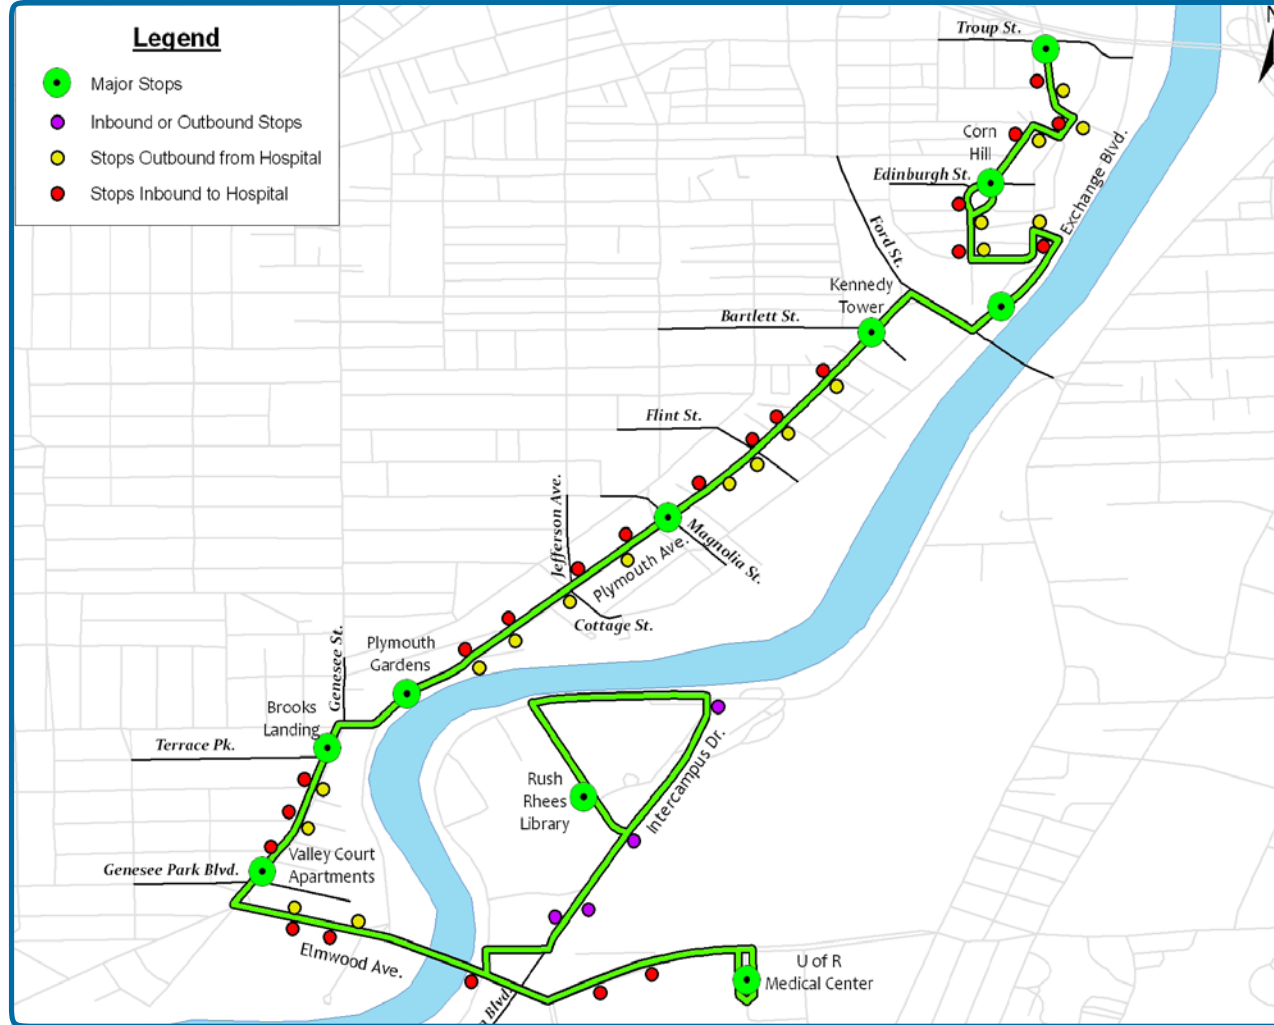 Legend
Major Stops
Inbound or Outbound Stops
Stops Outbound from Hospital
Stops Inbound to Hospital
Troup St.
Corn
Hill
Edinburgh St.
Exchange Blvd.
Ford St.
Kennedy
Tower
Bartlett St.
Flint St.
Jefferson Ave.
Magnolia St.
Plymouth Ave.
Cottage St.
Plymouth
Gardens
Genesee St.
Brooks
Landing
Terrace Pk.
Rush
Rhees
Library
Intercampus Dr.
Valley Court
Apartments
Genesee Park Blvd.
Elmwood Ave.
U of R
Medical Center
Blvd.